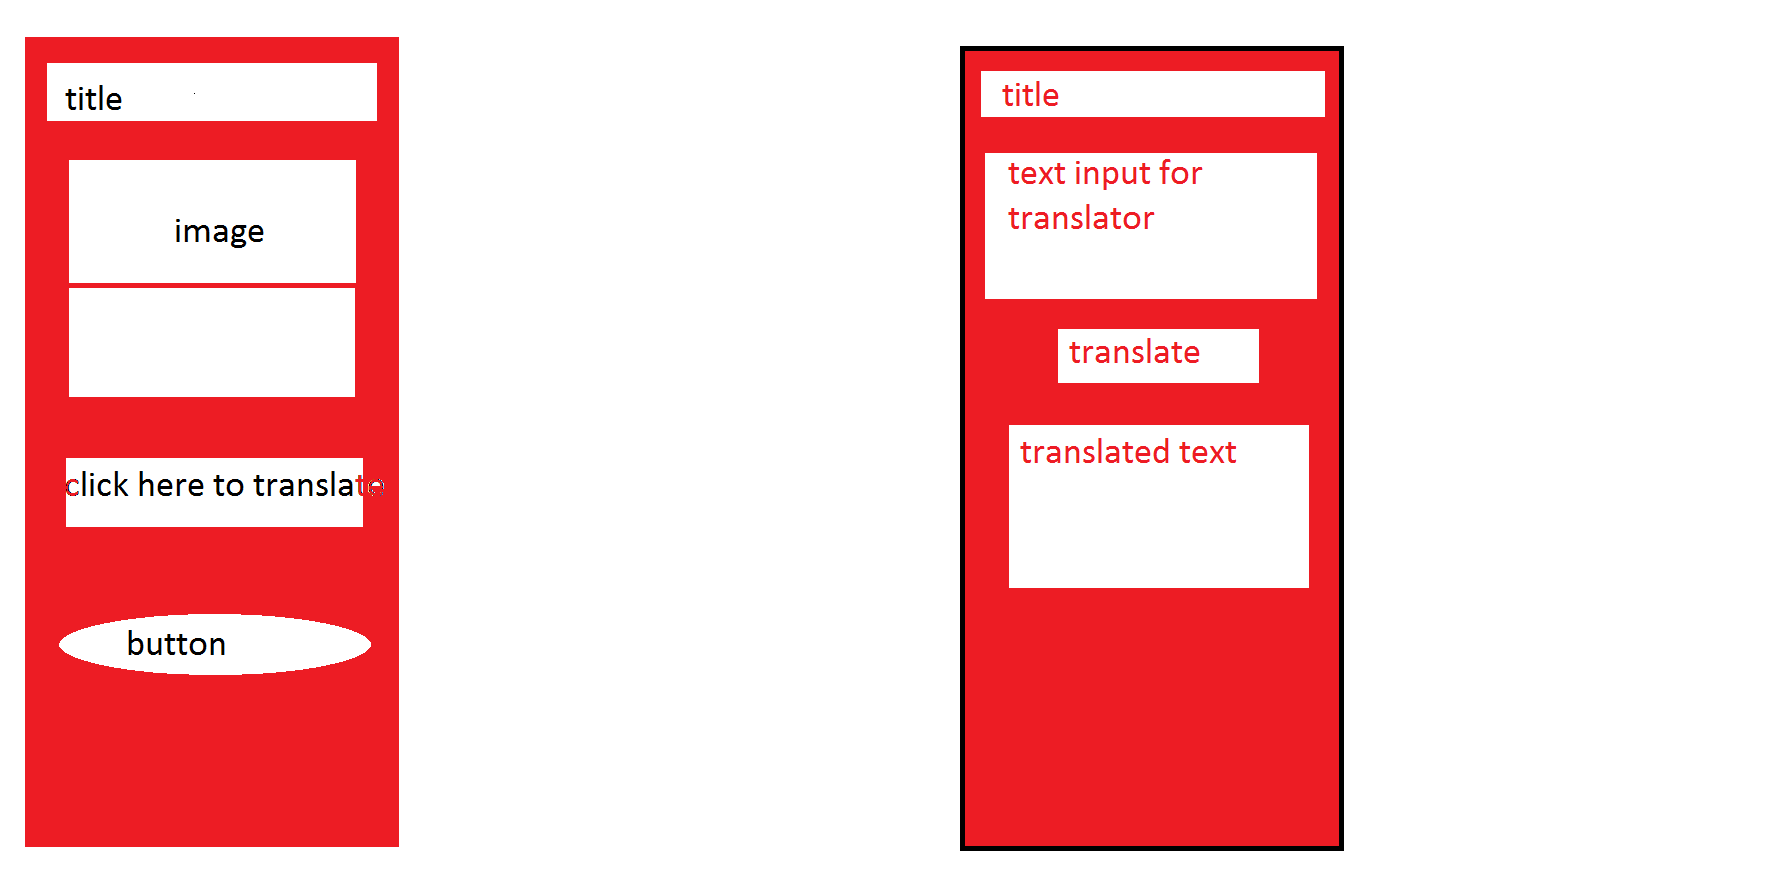 title
image
click here to translate
button
title
text input for
translator
translate
translated text